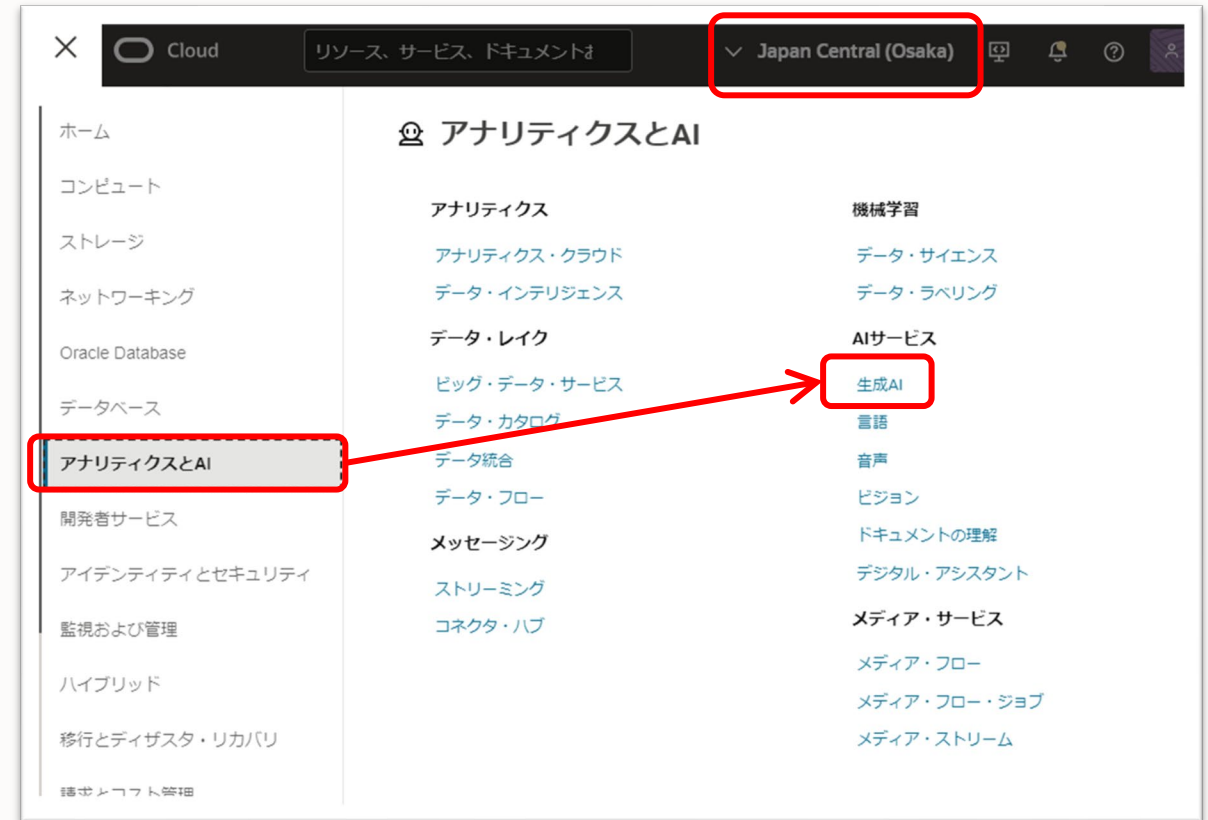 Cloud
リソース、サービス、ドキュメントま
Japan Central (Osaka)
ホーム
コンピュート
ストレージ
ネットワーキング
Oracle Database
データベース
アナリティクスとAI
開発者サービス
アイデンティティとセキュリティ
監視および管理
ハイブリッド
移行とディザスタ・リカバリ
請求とコスト管理
アナリティクスとAI
アナリティクス
アナリティクス・クラウド
データ・インテリジェンス
データ・レイク
ビッグ・データ・サービス
データ・カタログ
データ統合
データ・フロー
メッセージング
ストリーミング
コネクタ・ハブ
機械学習
データ・サイエンス
データ・ラベリング
AIサービス
生成AI
言語
音声
ビジョン
ドキュメントの理解
デジタル・アシスタント
メディア・サービス
メディア・フロー
メディア・フロー・ジョブ
メディア・ストリーム